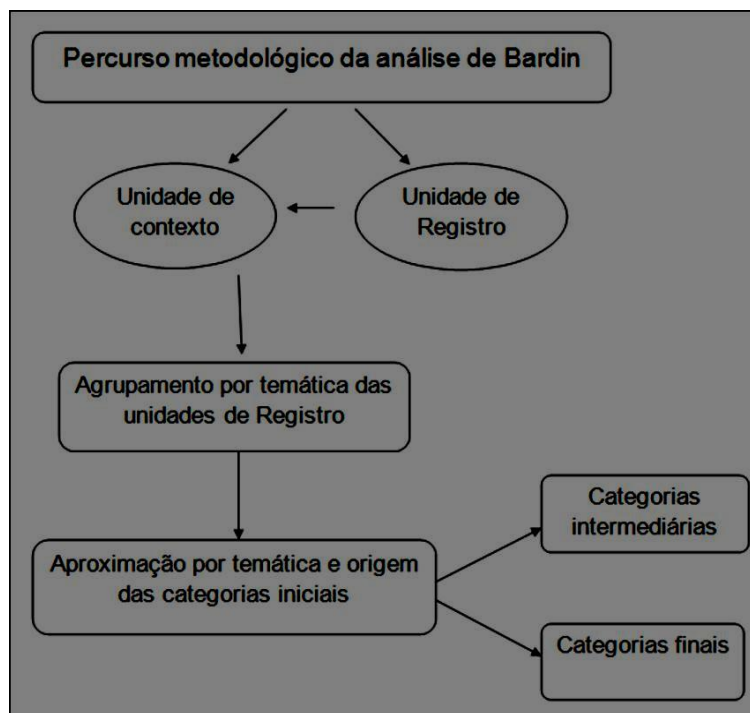 Percurso metodológico da análise de Bardin
Unidade de
contexto
Unidade de
Registro
Agrupamento por temática das
unidades de Registro
Aproximação por temática e origem
das categorias iniciais
Categorias
intermediárias
Categorias finais